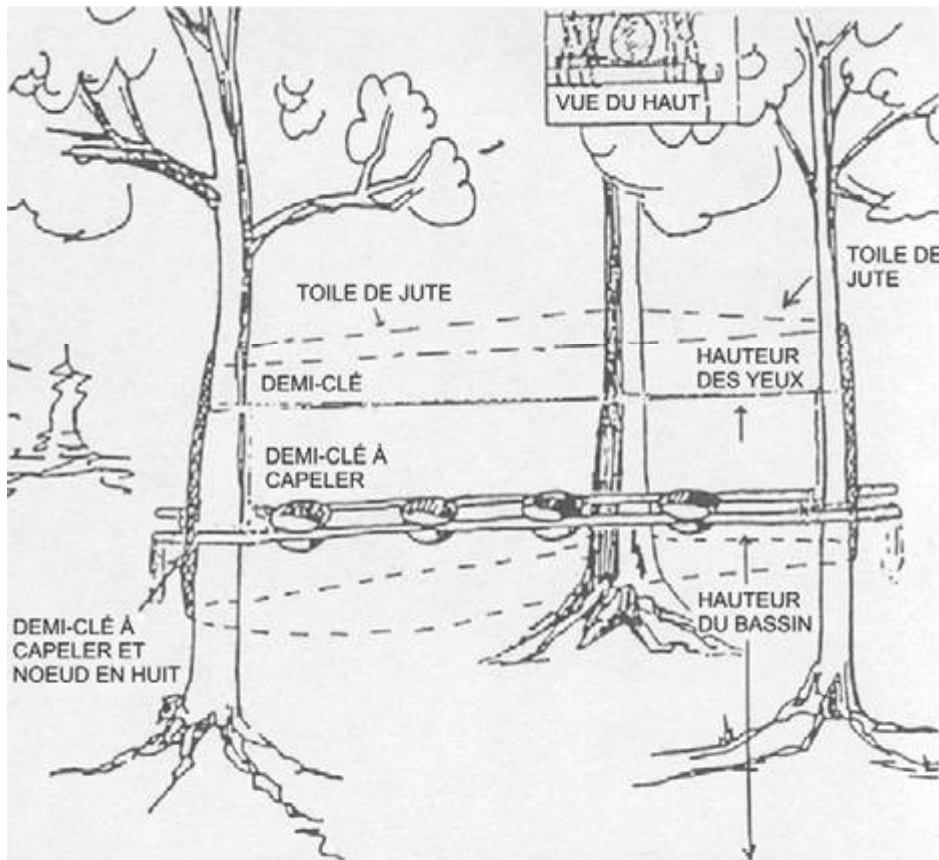 VUE DU HAUT
TOILE DE
JUTE
TOILE DE JUTE
HAUTEUR
DES YEUX
DEMI-CLÉ
DEMI-CLÉ À
CAPELER
HAUTEUR
DU BASSIN
DEMI-CLÉ À
CAPELER ET
NOEUD EN HUIT